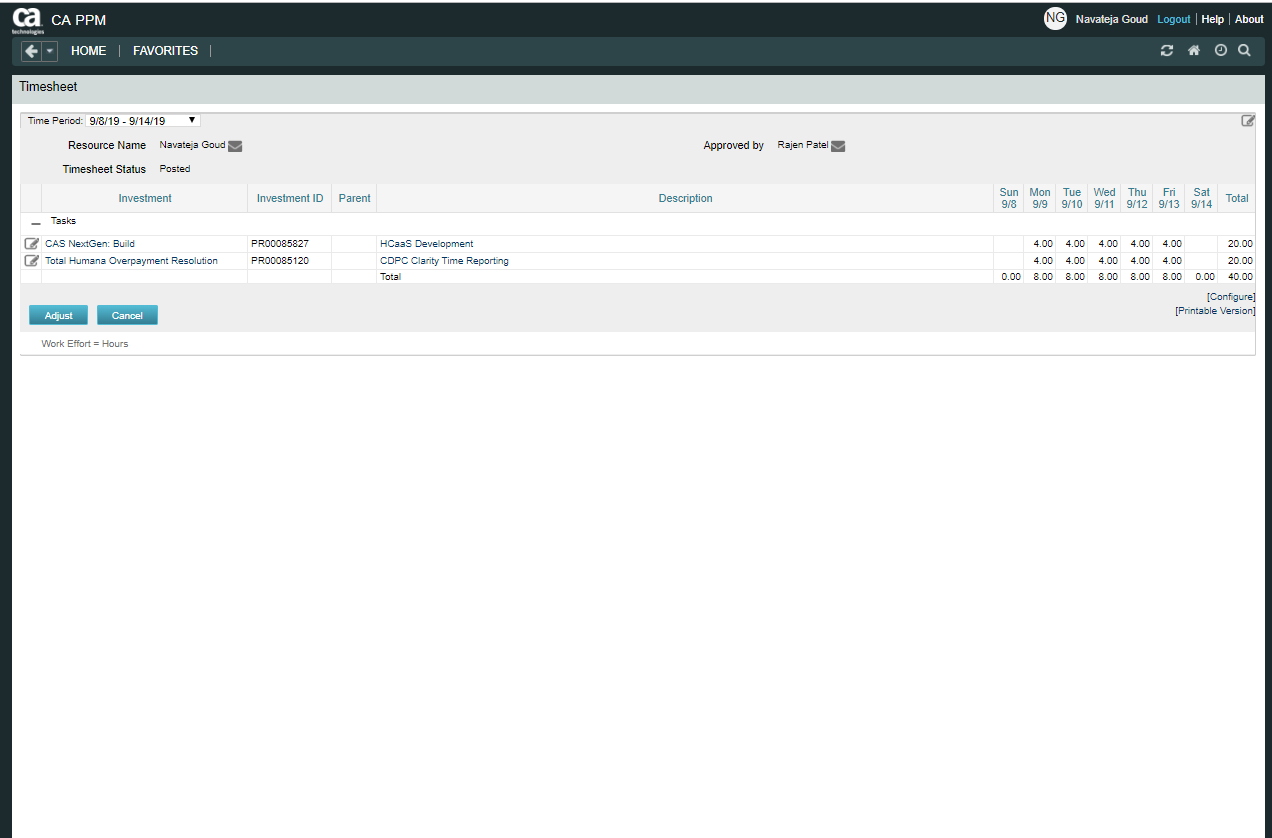 ca technologies CA PPM NG Navateja Goud Logout | Help | About
HOME | FAVORITES |
Timesheet
Time Period: 9/8/19 - 9/14/19
Resource Name Navateja Goud Approved by Rajen Patel
Timesheet Status Posted
Investment Investment ID Parent Description Sun 9/8 Mon 9/9 Tue 9/10 Wed 9/11 Thu 9/12 Fri 9/13 Sat 9/14 Total
Tasks
CAS NextGen: Build PR00085827 HCaaS Development 4.00 4.00 4.00 4.00 4.00 20.00
Total Humana Overpayment Resolution PR00085120 CDPC Clarity Time Reporting 4.00 4.00 4.00 4.00 4.00 20.00
Total 0.00 8.00 8.00 8.00 8.00 8.00 0.00 40.00
[Configure]
Adjust Cancel [Printable Version]
Work Effort = Hours